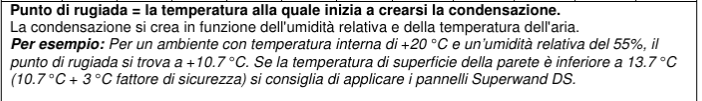 Punto di rugiada = la temperatura alla quale inizia a crearsi la condensazione.
La condensazione si crea in funzione dell'umidità relativa e della temperatura dell'aria.
Per esempio: Per un ambiente con temperatura interna di +20 °C e un'umidità relativa del 55%, il
punto di rugiada si trova a +10.7 °C. Se la temperatura di superficie della parete è inferiore a 13.7 °C
(10.7 °C + 3 °C fattore di sicurezza) si consiglia di applicare i pannelli Superwand DS.